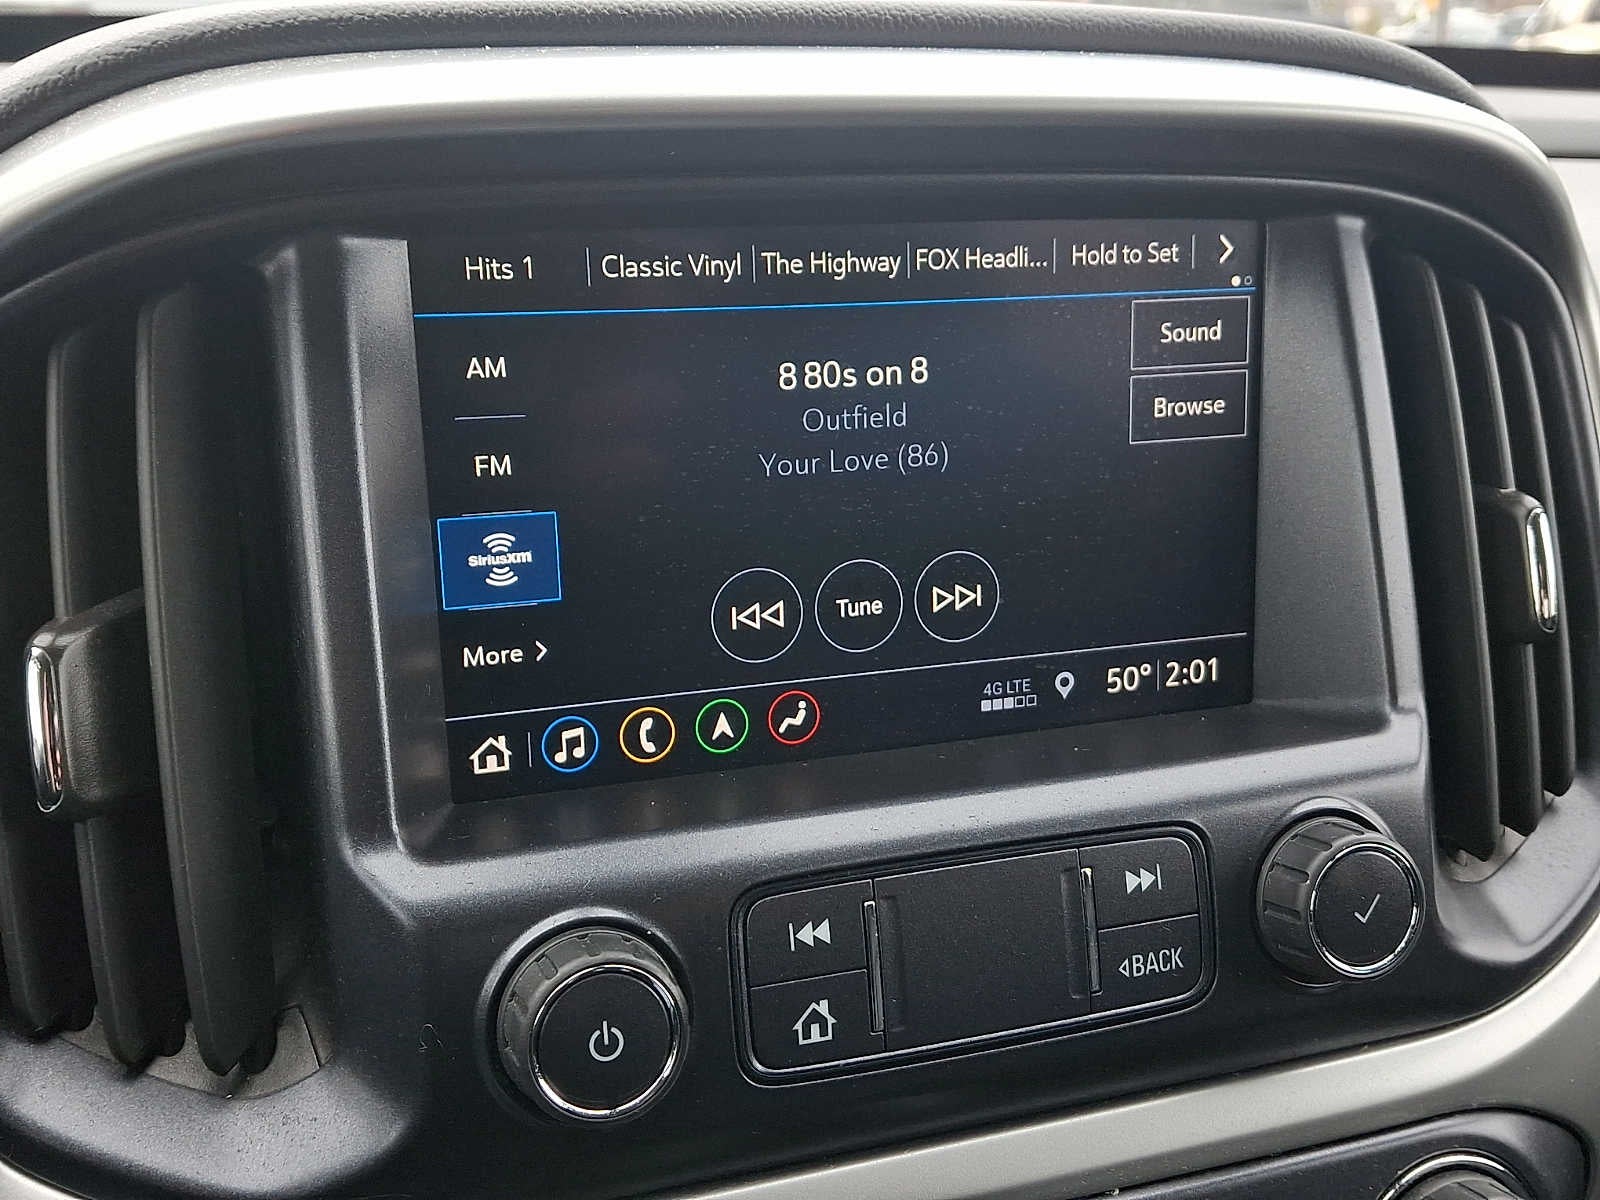 Hits 1 Classic Vinyl The Highway FOX Headli... Hold to Set
AM
FM
SiriusXM
More
8 80s on 8
Outfield
Your Love (86)
Sound
Browse
Tune
4G LTE
50° 2:01
BACK